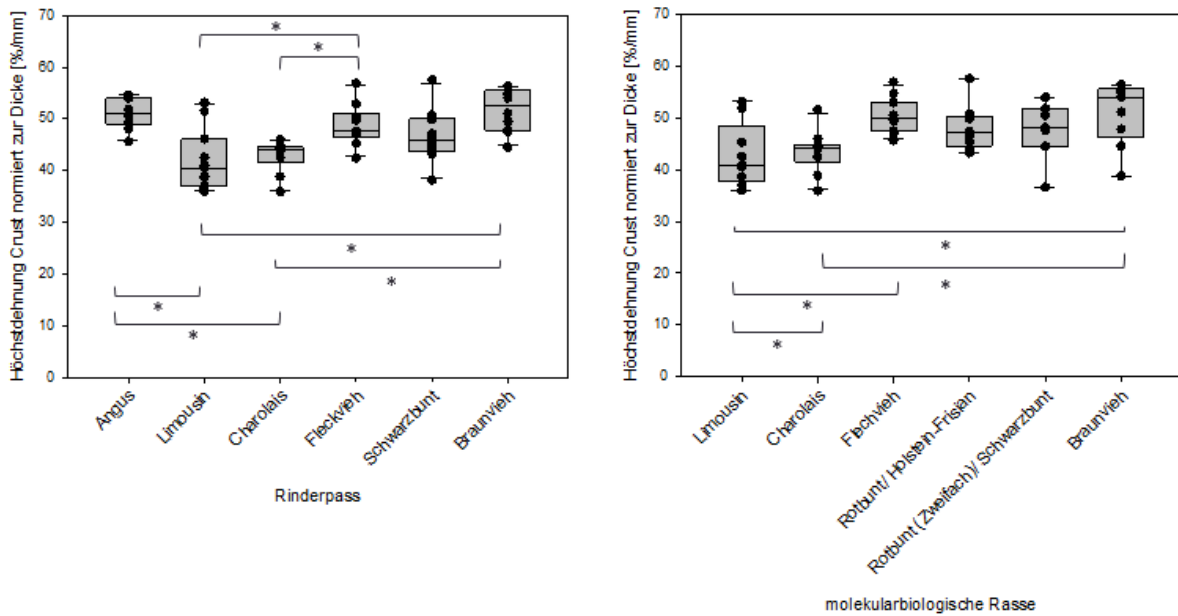 Höchstdehnung Crust normiert zur Dicke [%/mm]
70
60
50
40
30
20
10
0
*
*
*
*
*
*
Angus
Limousin
Charolais
Fleckvieh
Schwarzbunt
Braunvieh
Rinderpass
Höchstdehnung Crust normiert zur Dicke [%/mm]
70
60
50
40
30
20
10
0
*
*
*
*
Limousin
Charolais
Flechvieh
Rotbunt/ Holstein-Frisian
Rotbunt (Zweifach)/ Schwarzbunt
Braunvieh
molekularbiologische Rasse